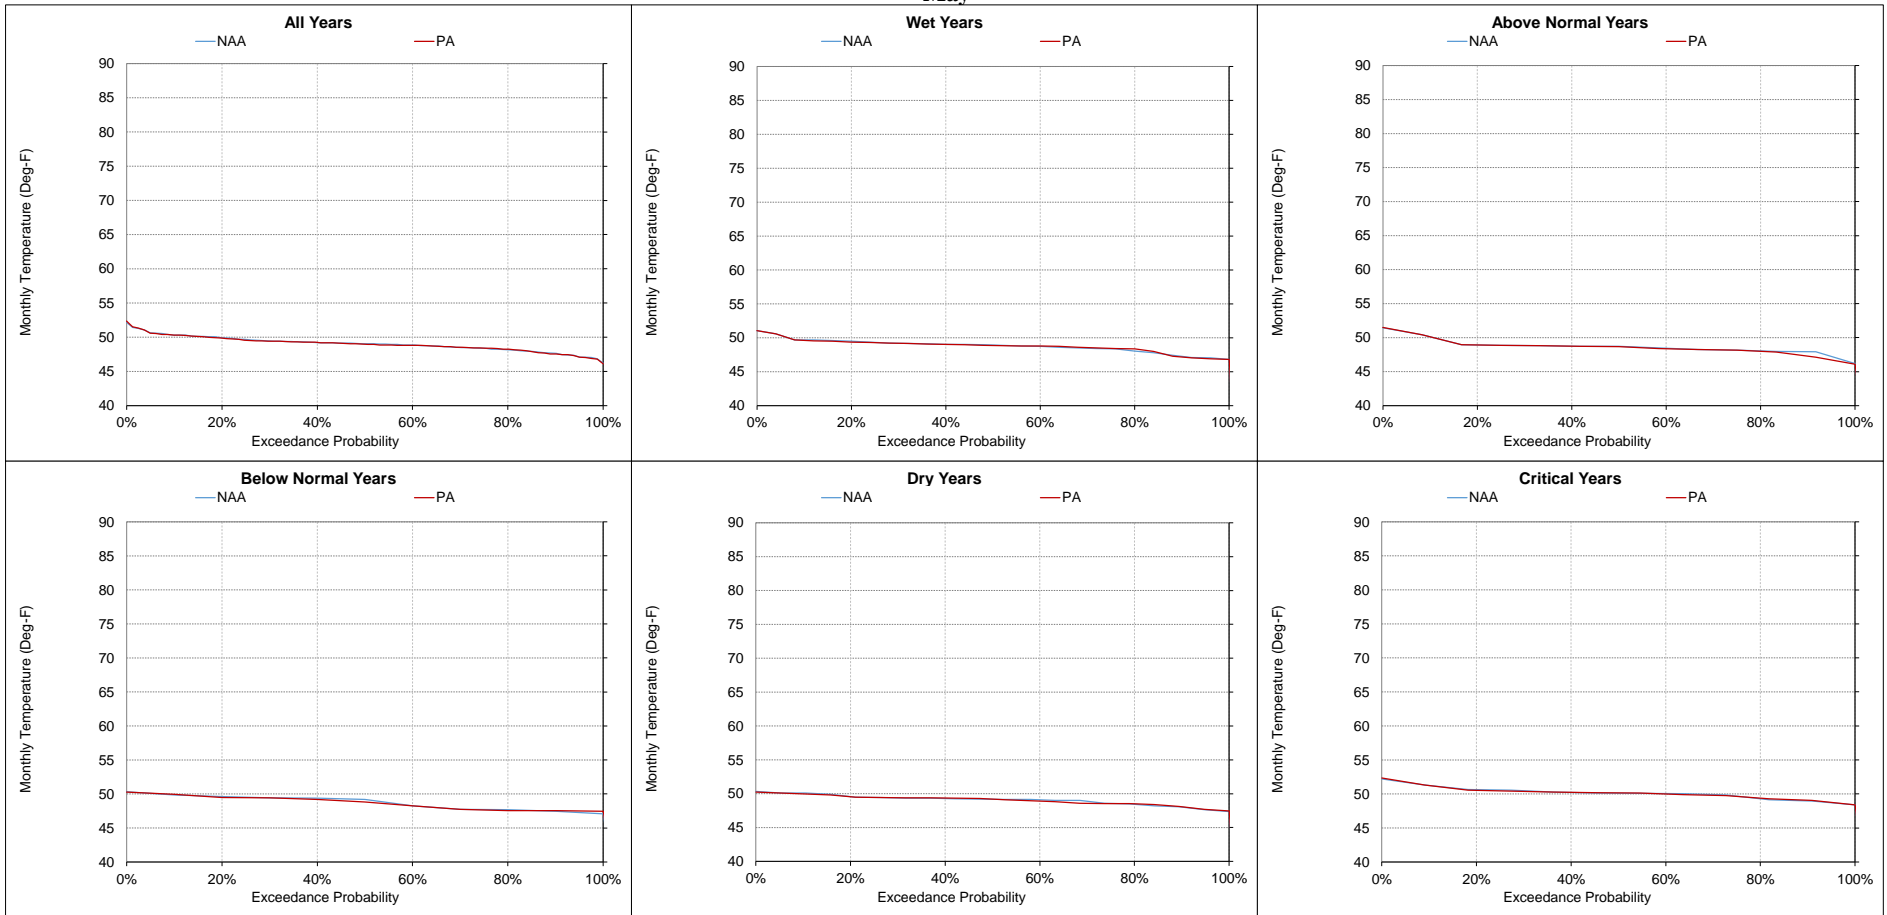 All Years
NAA PA
90
85
80
75
70
65
60
55
50
45
40
Monthly Temperature (Deg-F)
0% 20% 40% 60% 80% 100%
Exceedance Probability
Wet Years
NAA PA
90
85
80
75
70
65
60
55
50
45
40
Monthly Temperature (Deg-F)
0% 20% 40% 60% 80% 100%
Exceedance Probability
Above Normal Years
NAA PA
90
85
80
75
70
65
60
55
50
45
40
Monthly Temperature (Deg-F)
0% 20% 40% 60% 80% 100%
Exceedance Probability
Below Normal Years
NAA PA
90
85
80
75
70
65
60
55
50
45
40
Monthly Temperature (Deg-F)
0% 20% 40% 60% 80% 100%
Exceedance Probability
Dry Years
NAA PA
90
85
80
75
70
65
60
55
50
45
40
Monthly Temperature (Deg-F)
0% 20% 40% 60% 80% 100%
Exceedance Probability
Critical Years
NAA PA
90
85
80
75
70
65
60
55
50
45
40
Monthly Temperature (Deg-F)
0% 20% 40% 60% 80% 100%
Exceedance Probability